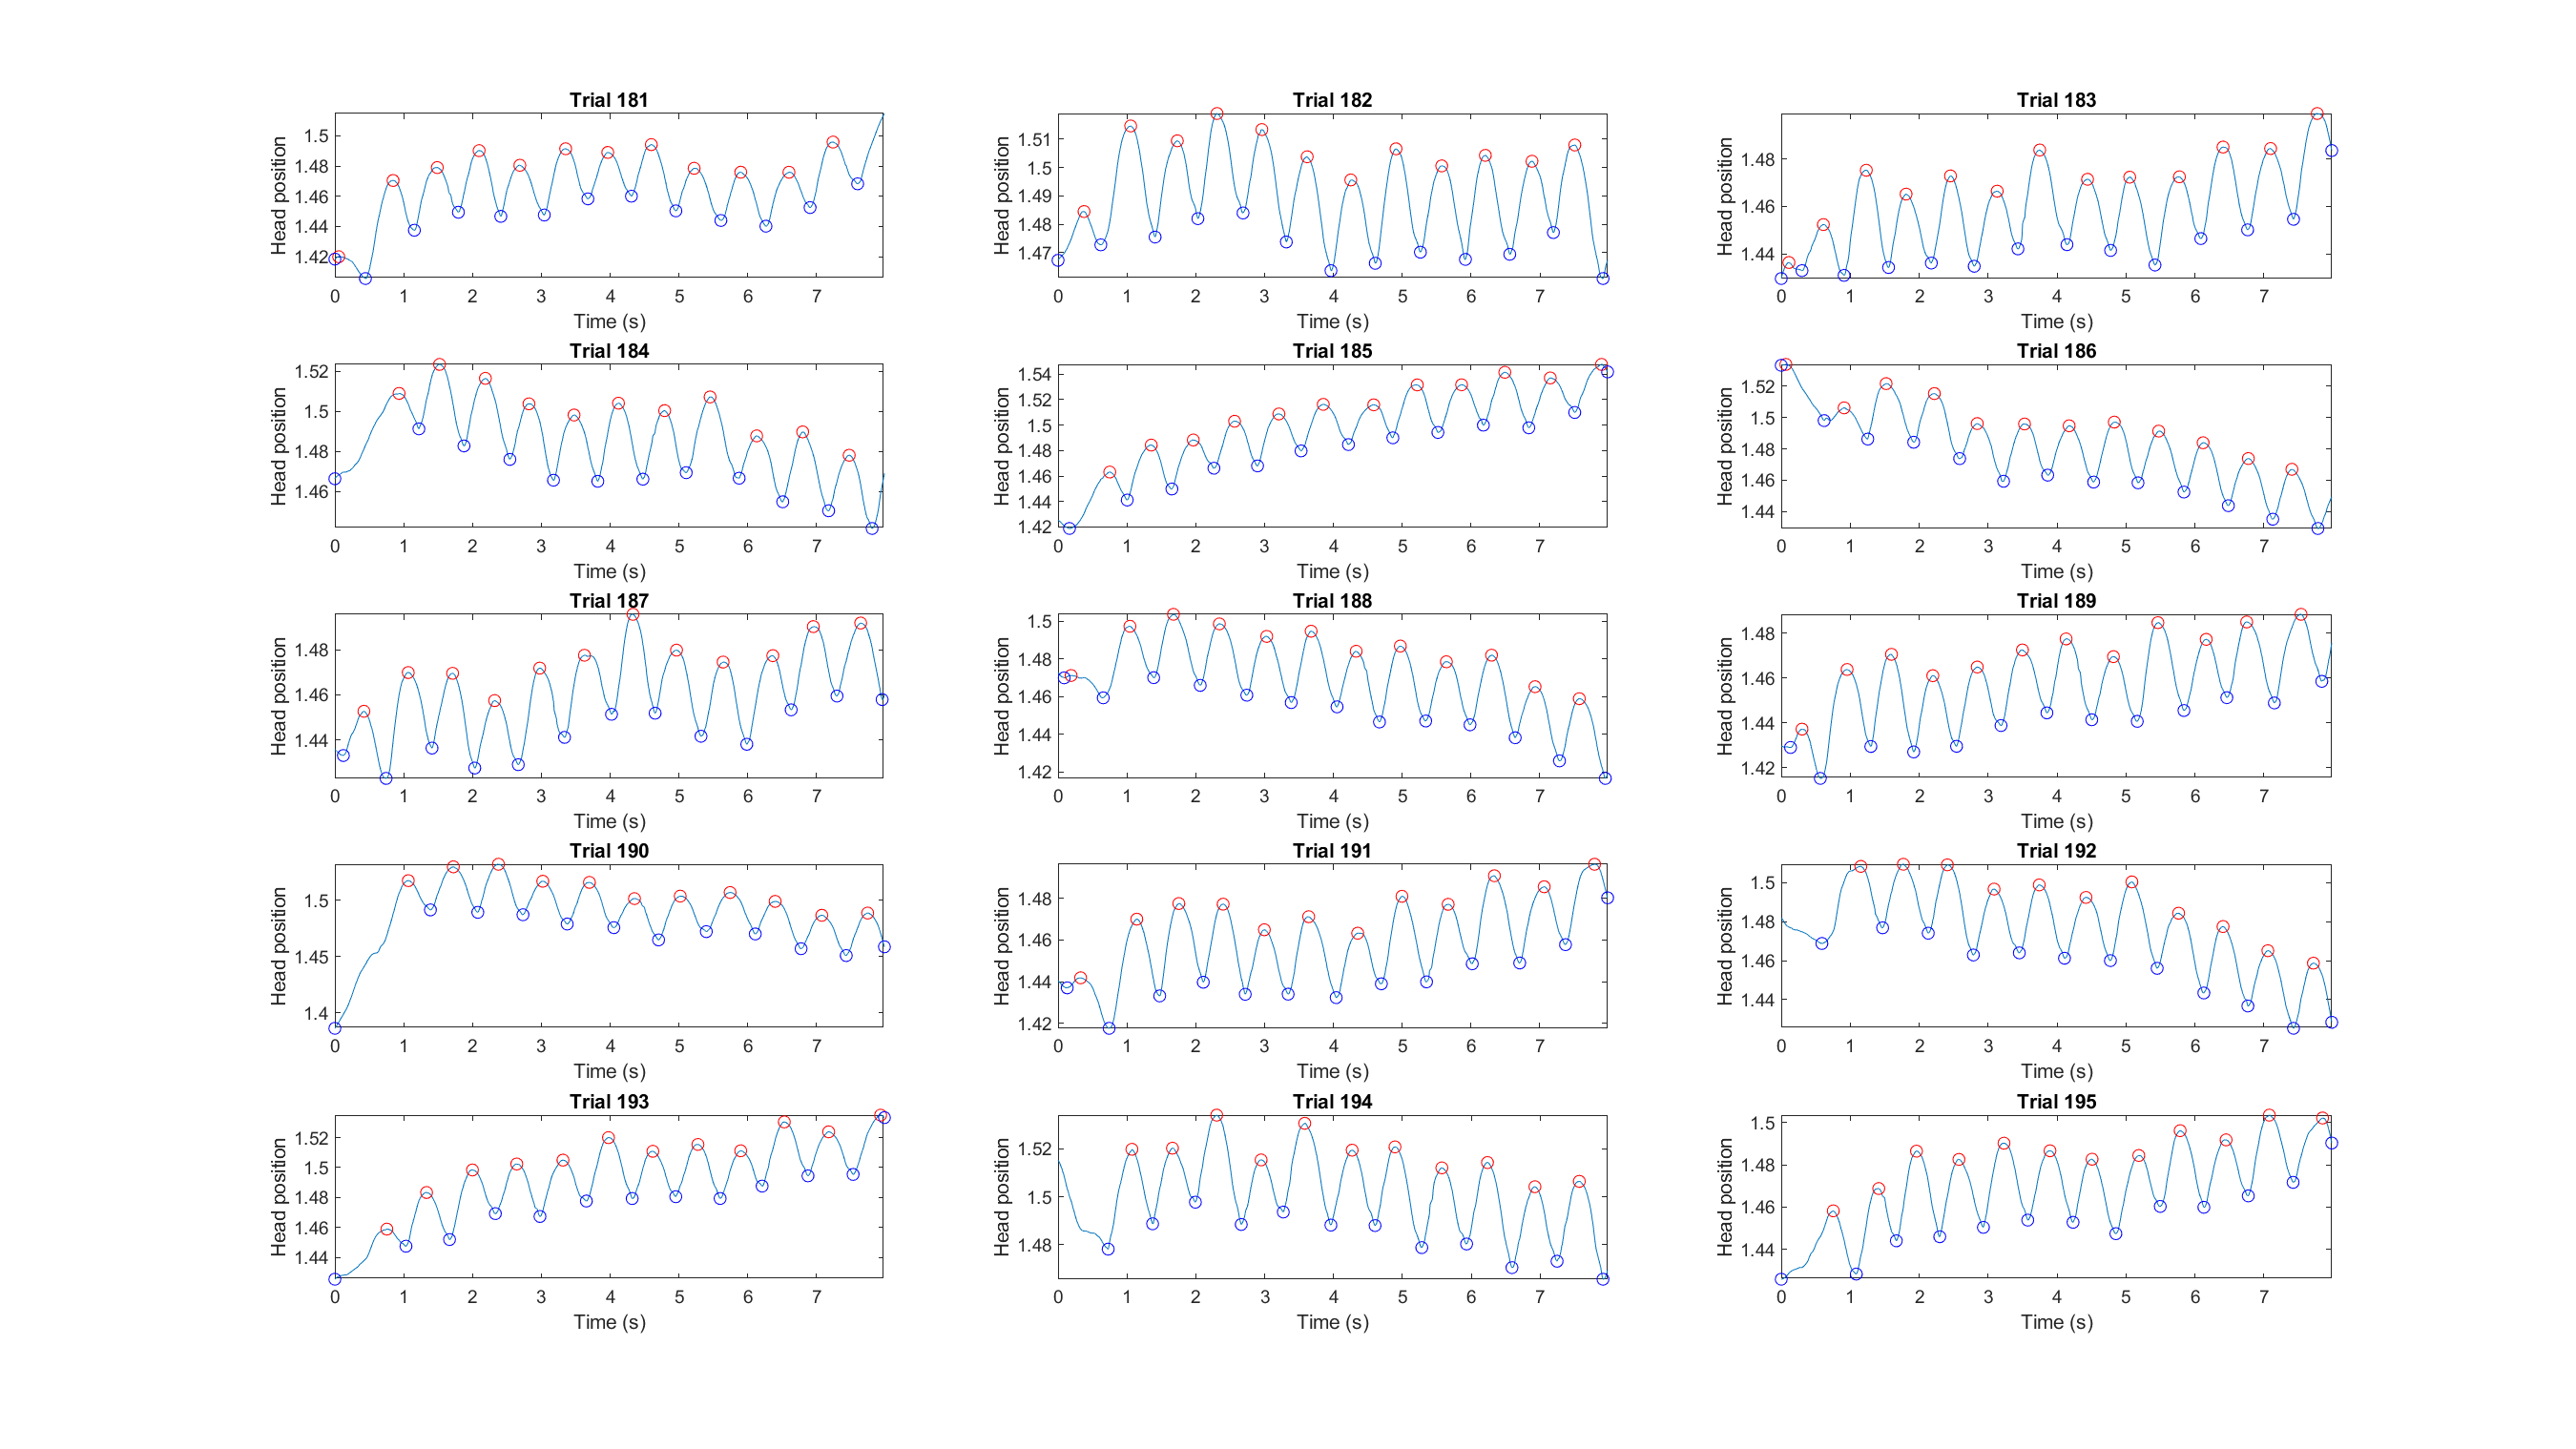 Trial 181
Head position
1.5
1.48
1.46
1.44
1.42
0 1 2 3 4 5 6 7
Time (s)
Trial 182
Head position
1.51
1.5
1.49
1.48
1.47
0 1 2 3 4 5 6 7
Time (s)
Trial 183
Head position
1.48
1.46
1.44
0 1 2 3 4 5 6 7
Time (s)
Trial 184
Head position
1.52
1.5
1.48
1.46
0 1 2 3 4 5 6 7
Time (s)
Trial 185
Head position
1.54
1.52
1.5
1.48
1.46
1.44
1.42
0 1 2 3 4 5 6 7
Time (s)
Trial 186
Head position
1.52
1.5
1.48
1.46
1.44
0 1 2 3 4 5 6 7
Time (s)
Trial 187
Head position
1.48
1.46
1.44
0 1 2 3 4 5 6 7
Time (s)
Trial 188
Head position
1.5
1.48
1.46
1.44
1.42
0 1 2 3 4 5 6 7
Time (s)
Trial 189
Head position
1.48
1.46
1.44
1.42
0 1 2 3 4 5 6 7
Time (s)
Trial 190
Head position
1.5
1.45
1.4
0 1 2 3 4 5 6 7
Time (s)
Trial 191
Head position
1.48
1.46
1.44
1.42
0 1 2 3 4 5 6 7
Time (s)
Trial 192
Head position
1.5
1.48
1.46
1.44
0 1 2 3 4 5 6 7
Time (s)
Trial 193
Head position
1.52
1.5
1.48
1.46
1.44
0 1 2 3 4 5 6 7
Time (s)
Trial 194
Head position
1.52
1.5
1.48
0 1 2 3 4 5 6 7
Time (s)
Trial 195
Head position
1.5
1.48
1.46
1.44
0 1 2 3 4 5 6 7
Time (s)